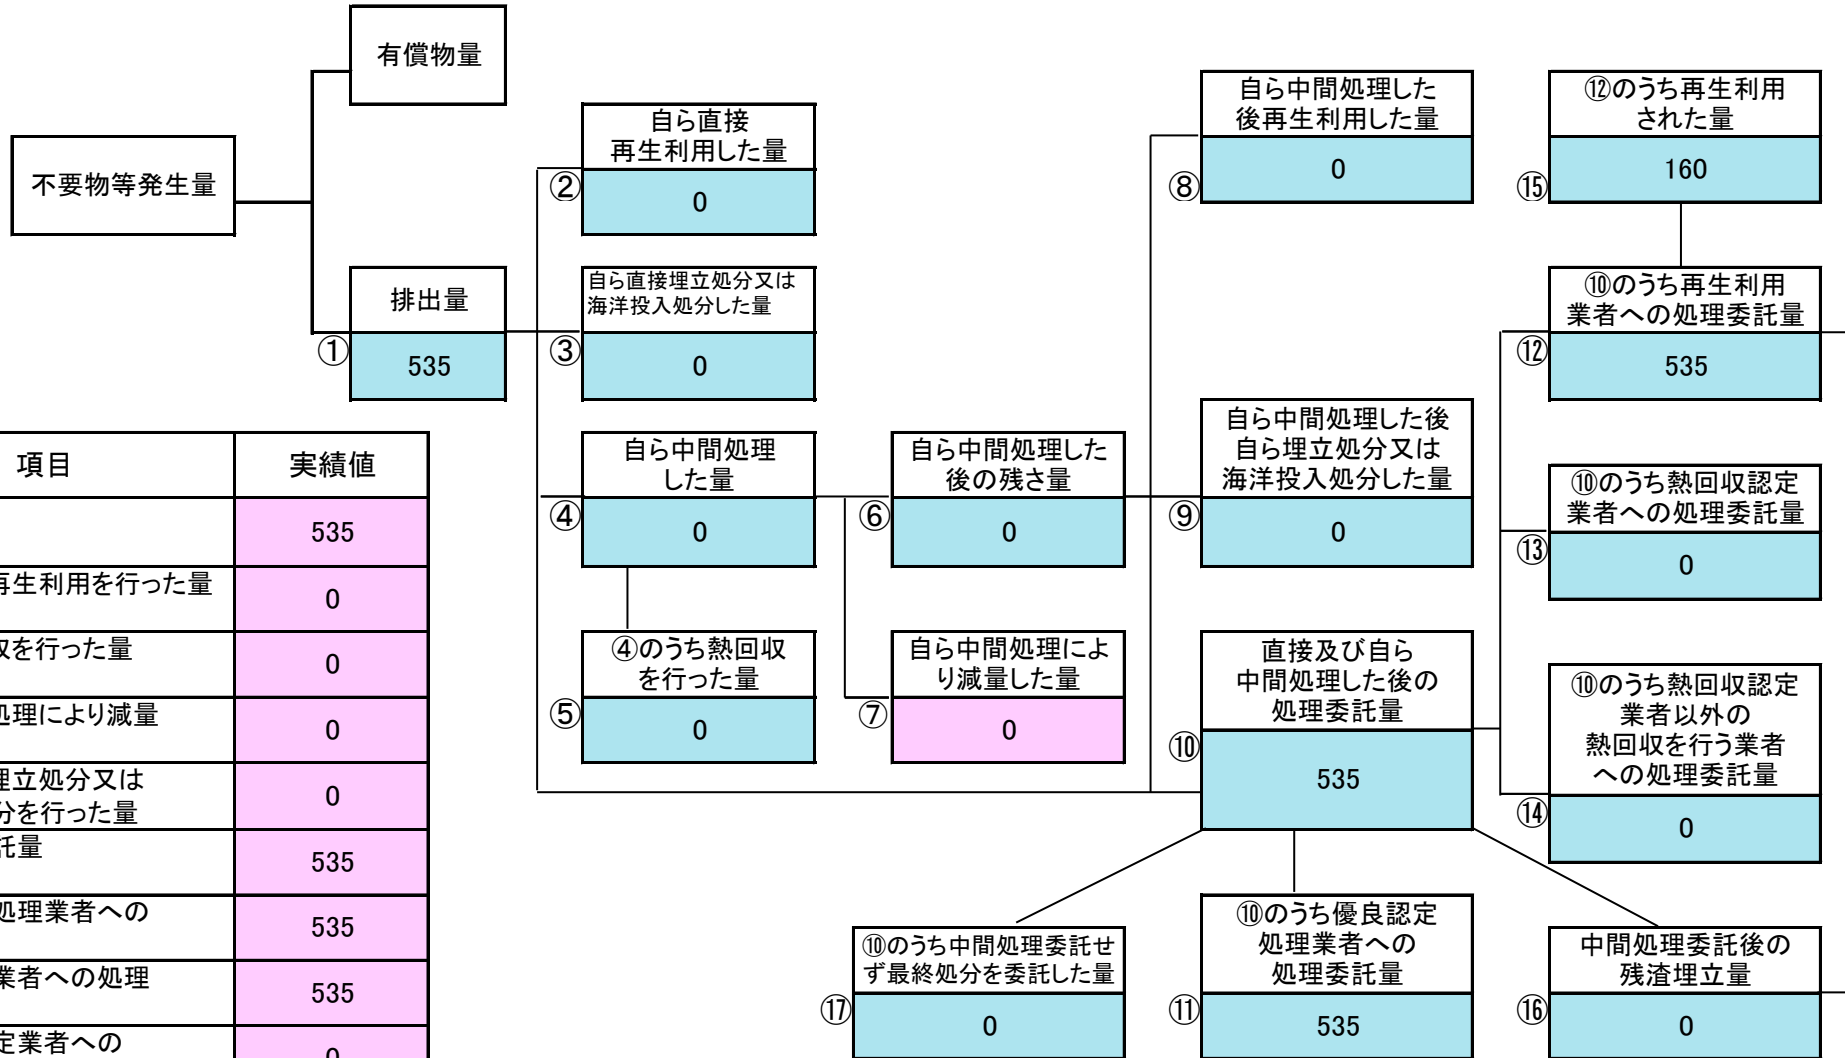 有償物量
不要物等発生量
排出量
①
535
自ら直接
再生利用した量
②
0
自ら直接埋立処分又は
海洋投入処分した量
③
0
自ら中間処理
した量
④
0
④のうち熱回収
を行った量
⑤
0
自ら中間処理した
後の残さ量
⑥
0
自ら中間処理によ
り減量した量
⑦
0
自ら中間処理した
後再生利用した量
⑧
0
自ら中間処理した後
自ら埋立処分又は
海洋投入処分した量
⑨
0
直接及び自ら
中間処理した後の
処理委託量
⑩
535
⑫のうち再生利用
された量
⑮
160
⑩のうち再生利用
業者への処理委託量
⑫
535
⑩のうち熱回収認定
業者への処理委託量
⑬
0
⑩のうち熱回収認定
業者以外の
熱回収を行う業者
への処理委託量
⑭
0
⑩のうち中間処理委託せ
ず最終処分を委託した量
⑰
0
⑩のうち優良認定
処理業者への
処理委託量
⑪
535
中間処理委託後の
残渣埋立量
⑯
0
項目 実績値
535
再生利用を行った量
0
収を行った量
0
処理により減量
0
埋立処分又は
分を行った量
0
託量
535
処理業者への
535
業者への処理
535
定業者への
0